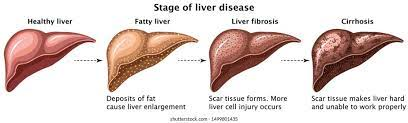 Stage of liver disease
Healthy liver
Fatty liver
Liver fibrosis
Cirrhosis
Deposits of fat
cause liver enlargement
Scar tissue forms. More
liver cell injury occurs
Scar tissue makes liver hard
and unable to work properly
shutterstock.com · 1499801435